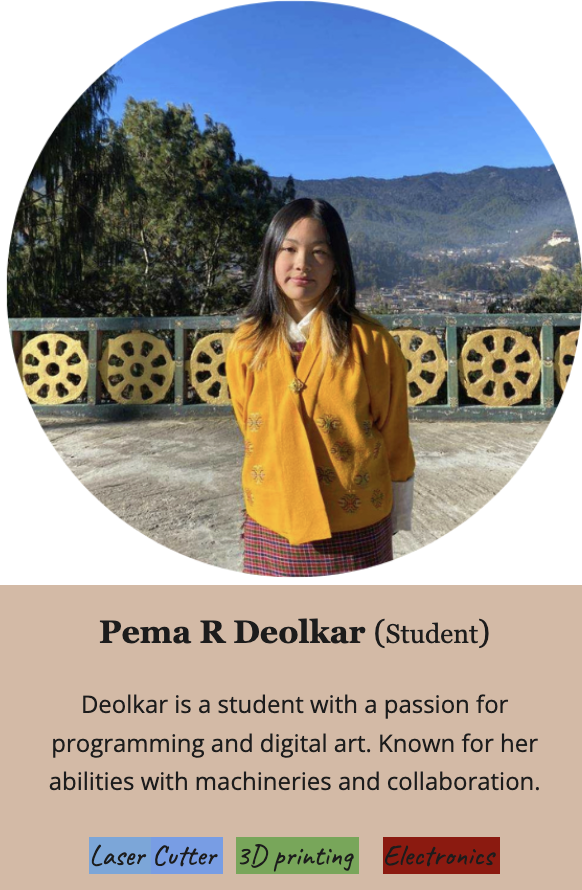 Pema R Deolkar (Student)
Deolkar is a student with a passion for
programming and digital art. Known for her
abilities with machineries and collaboration.
Laser Cutter 3D printing Electronics